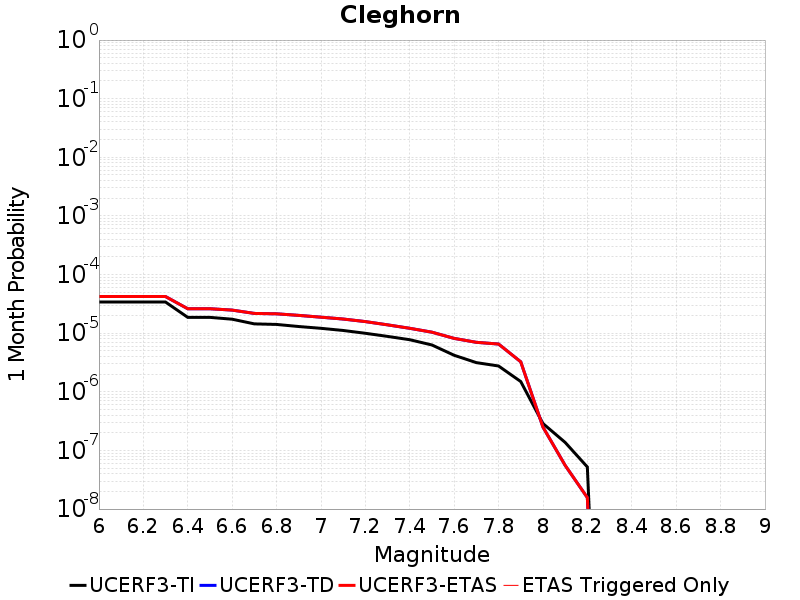 Cleghorn
10^0
10^-1
10^-2
10^-3
10^-4
10^-5
10^-6
10^-7
10^-8
1 Month Probability
6 6.2 6.4 6.6 6.8 7 7.2 7.4 7.6 7.8 8 8.2 8.4 8.6 8.8 9
Magnitude
UCERF3-TI UCERF3-TD UCERF3-ETAS ETAS Triggered Only